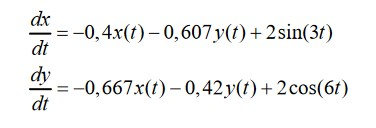 dx/dt = −0,4x(t) − 0,607y(t) + 2sin(3t)
dy/dt = −0,667x(t) − 0,42y(t) + 2cos(6t)